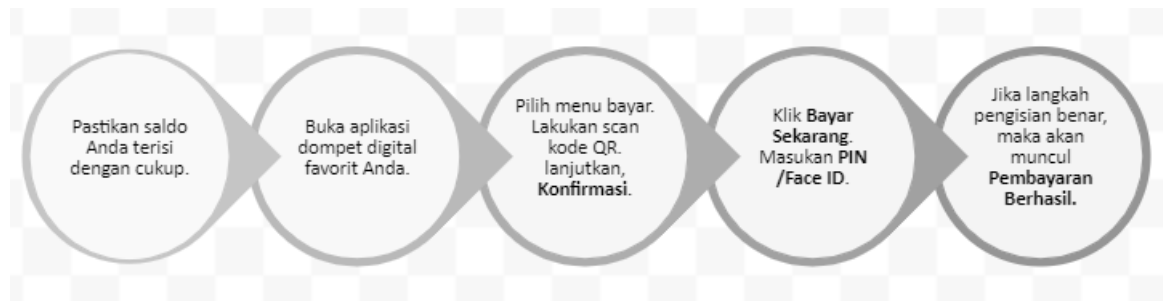 Pastikan saldo
Anda terisi
dengan cukup.
Buka aplikasi
dompet digital
favorit Anda.
Pilih menu bayar.
Lakukan scan
kode QR.
lanjutkan,
Konfirmasi.
Klik Bayar
Sekarang.
Masukan PIN
/Face ID.
Jika langkah
pengisian benar,
maka akan
muncul
Pembayaran
Berhasil.